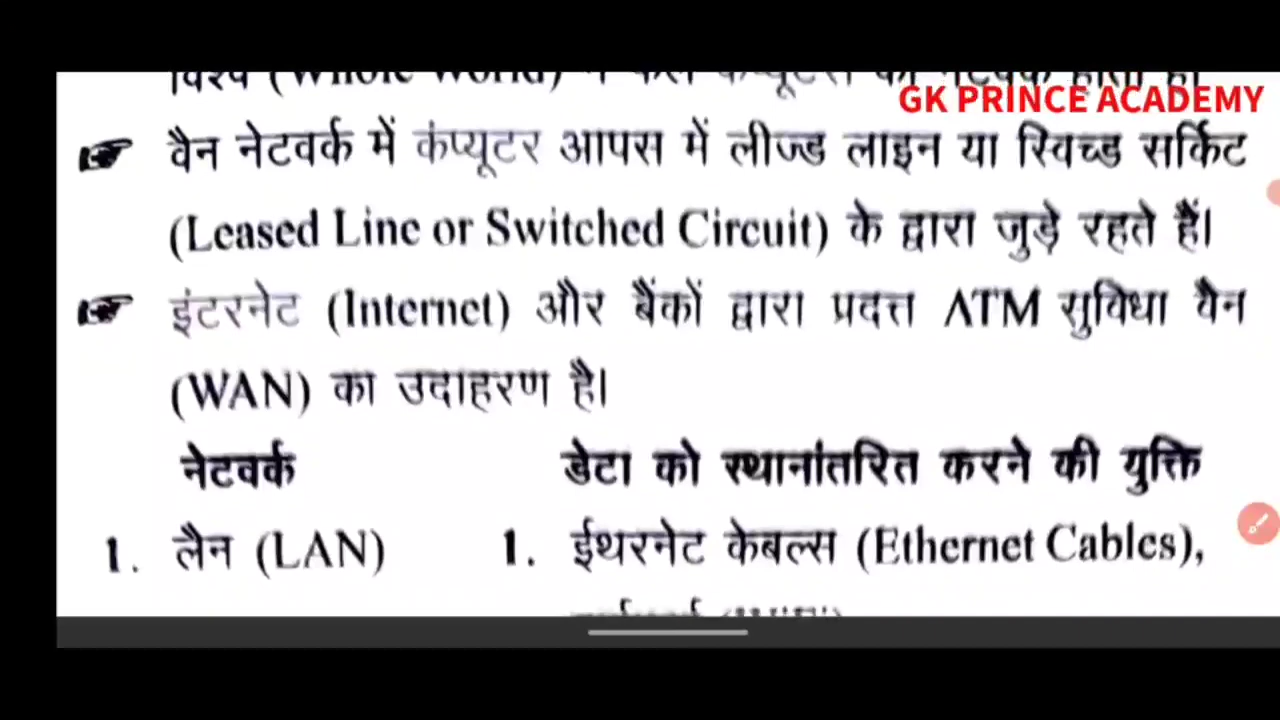 GK PRINCE ACADEMY
वैन नेटवर्क में कंप्यूटर आपस में लीज्ड लाइन या स्विच्ड सर्किट
(Leased Line or Switched Circuit) के द्वारा जुड़े रहते हैं।
इंटरनेट (Internet) और बैंकों द्वारा प्रदत्त ATM सुविधा वैन
(WAN) का उदाहरण है।
नेटवर्क डेटा को स्थानांतरित करने की युक्ति
1. लैन (LAN) 1. ईथरनेट केबल्स (Ethernet Cables),